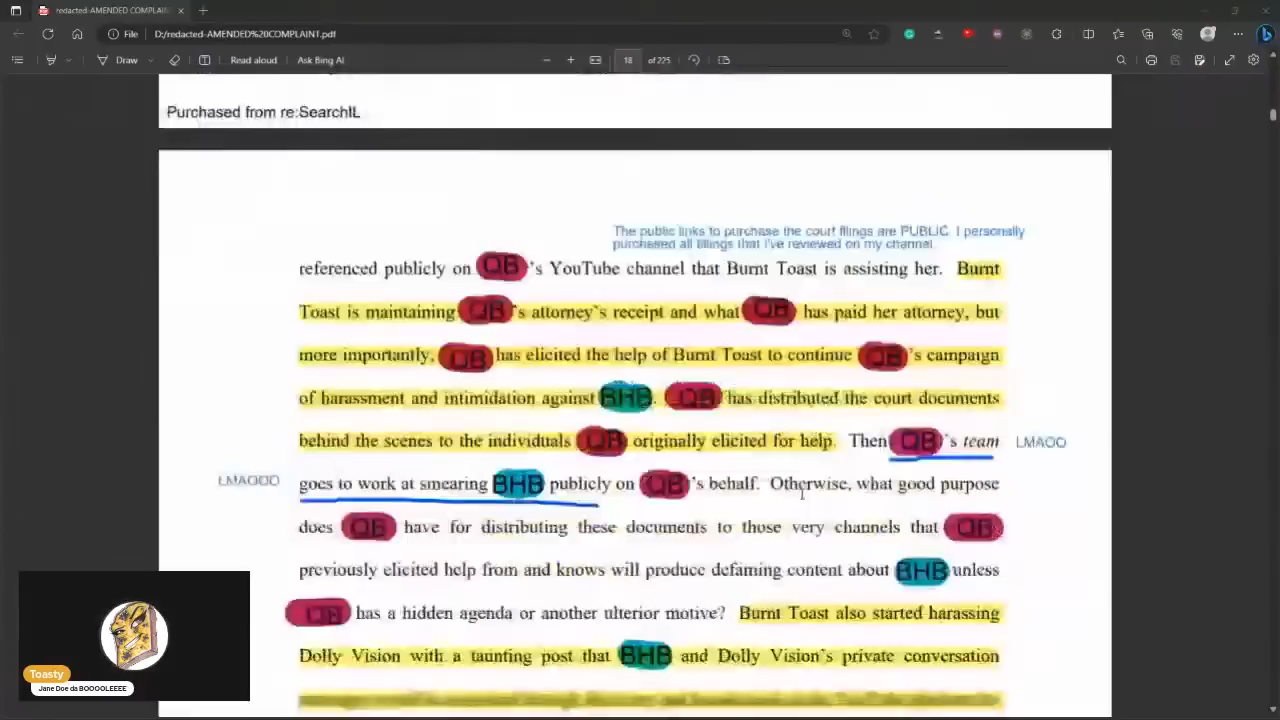 redacted-AMENDED COMPLAIN
File D:/redacted-AMENDED%20COMPLAINT.pdf
Draw Read aloud Ask Bing AI 18 of 225
Purchased from re:SearchIL
The public links to purchase the court filings are PUBLIC. I personally
purchased all filings that I've reviewed on my channel.
referenced publicly on QB 's YouTube channel that Burnt Toast is assisting her. Burnt
Toast is maintaining QB 's attorney's receipt and what QB has paid her attorney, but
more importantly, QB has elicited the help of Burnt Toast to continue QB 's campaign
of harassment and intimidation against BHB. QB has distributed the court documents
behind the scenes to the individuals QB originally elicited for help. Then QB 's team LMAOO
LMAOOO goes to work at smearing BHB publicly on QB 's behalf. Otherwise, what good purpose
does QB have for distributing these documents to those very channels that QB
previously elicited help from and knows will produce defaming content about BHB unless
QB has a hidden agenda or another ulterior motive? Burnt Toast also started harassing
Dolly Vision with a taunting post that BHB and Dolly Vision's private conversation
Toasty
Jane Doe da BOOOOLEEEE